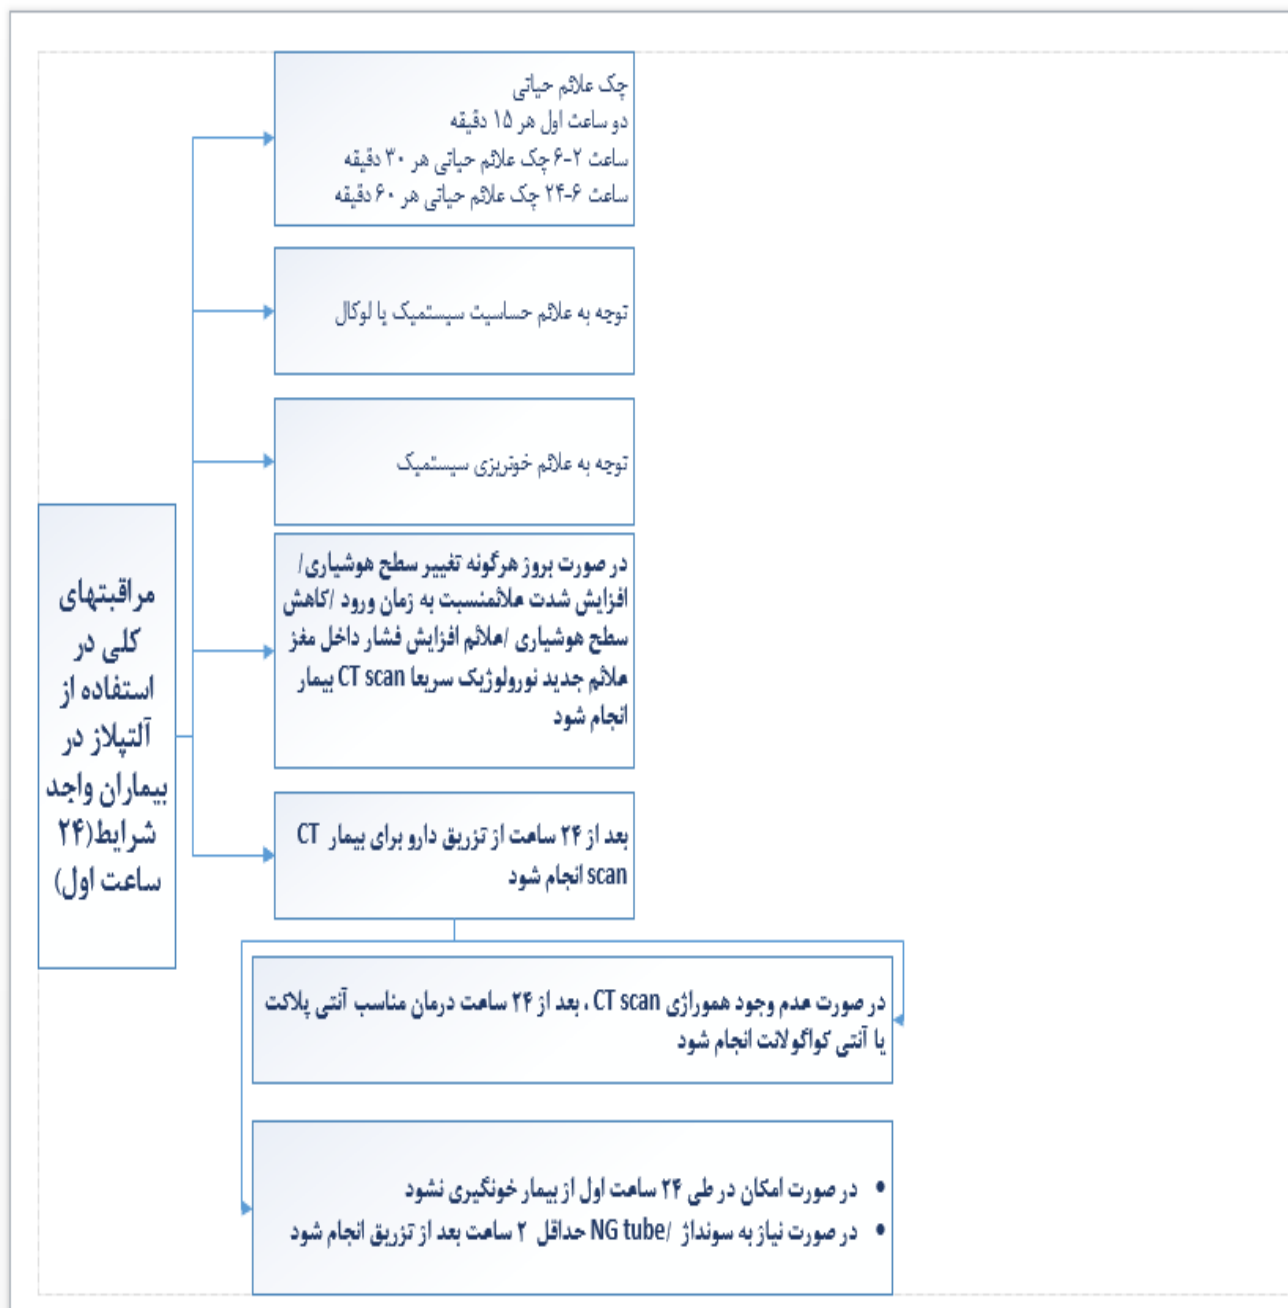 مراقبتهای
کلی در
استفاده از
آلتپلاز در
بیماران واجد
شرایط(۲۴
ساعت اول)
چک علائم حیاتی
دو ساعت اول هر ۱۵ دقیقه
ساعت ۲-۶ چک علائم حیاتی هر ۳۰ دقیقه
ساعت ۶-۲۴ چک علائم حیاتی هر ۶۰ دقیقه
توجه به علائم حساسیت سیستمیک یا لوکال
توجه به علائم خونریزی سیستمیک
در صورت بروز هرگونه تغییر سطح هوشیاری/
افزایش شدت علائمنسبت به زمان ورود /کاهش
سطح هوشیاری /علائم افزایش فشار داخل مغز
علائم جدید نورولوژیک سریعا CT scan بیمار
انجام شود
بعد از ۲۴ ساعت از تزریق دارو برای بیمار CT
scan انجام شود
در صورت عدم وجود هموراژی CT scan ، بعد از ۲۴ ساعت درمان مناسب آنتی پلاکت
یا آنتی کواگولانت انجام شود
• در صورت امکان در طی ۲۴ ساعت اول از بیمار خونگیری نشود
• در صورت نیاز به سونداژ /NG tube حداقل ۲ ساعت بعد از تزریق انجام شود